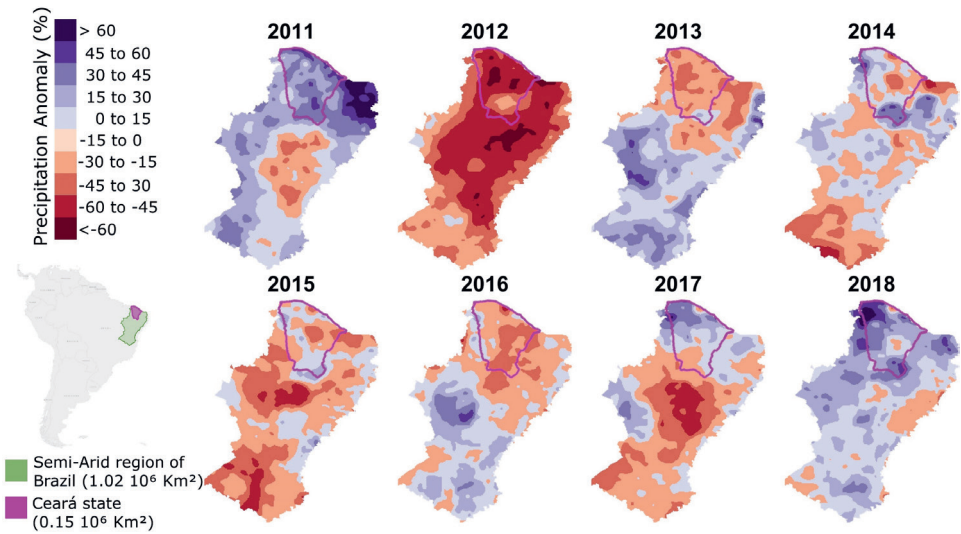 Precipitation Anomaly (%)
> 60
45 to 60
30 to 45
15 to 30
0 to 15
-15 to 0
-30 to -15
-45 to 30
-60 to -45
<-60
2011
2012
2013
2014
2015
2016
2017
2018
Semi-Arid region of
Brazil (1.02 10⁶ Km²)
Ceará state
(0.15 10⁶ Km²)